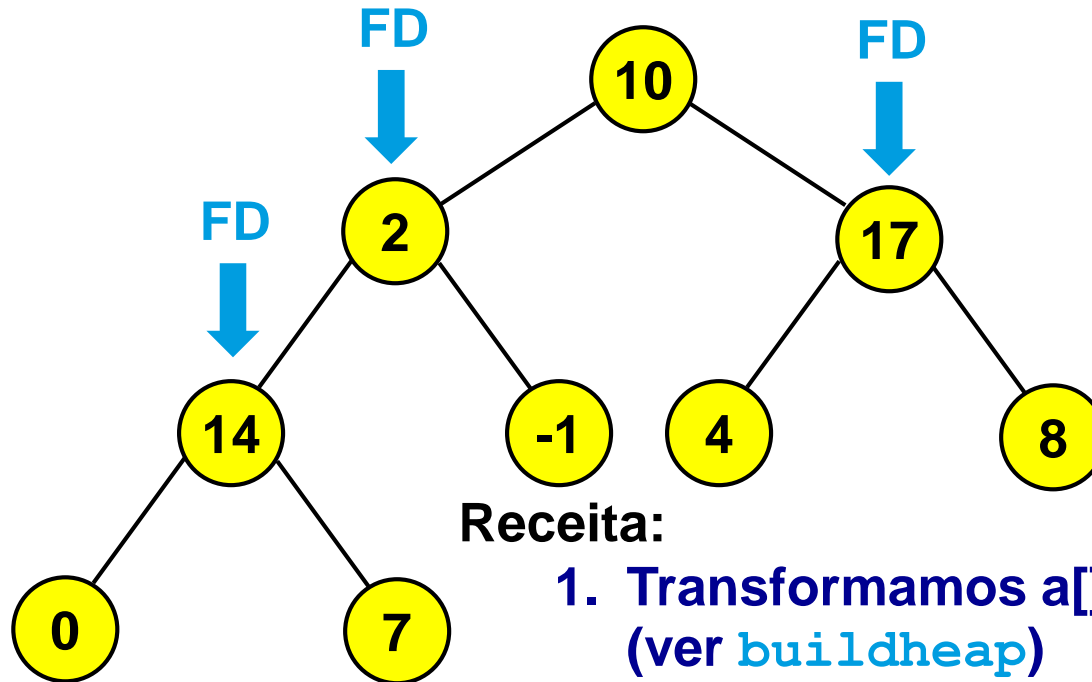 FD
FD
10
FD
2
17
14
-1
4
8
Receita:
0
7
1. Transformamos a[]
(ver buildheap)